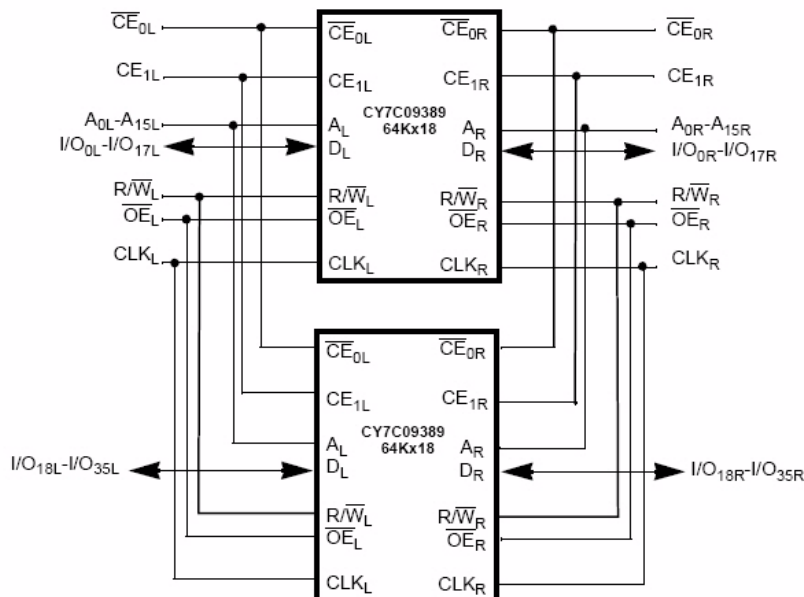 CE0L CE0L CE0R CE0R
CE1L CE1L CE1R CE1R
CY7C09389
64Kx18
A0L-A15L AL AR A0R-A15R
I/O0L-I/O17L DL DR I/O0R-I/O17R
R/WL R/WL R/WR R/WR
OEL OEL OER OER
CLKL CLKL CLKR CLKR
CE0L CE0R
CE1L CE1R
CY7C09389
64Kx18
AL AR
I/O18L-I/O35L DL DR I/O18R-I/O35R
R/WL R/WR
OEL OER
CLKL CLKR